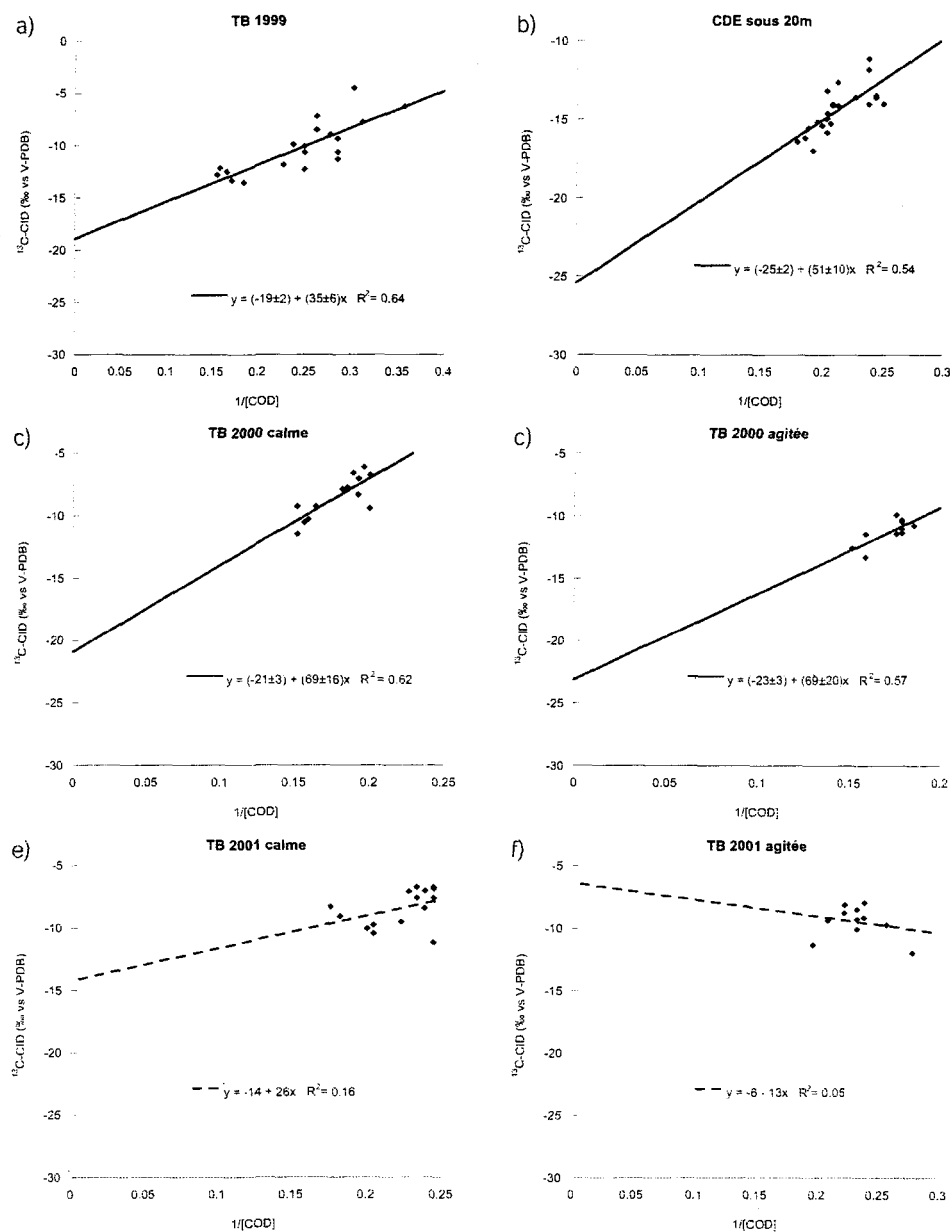 a)
TB 1999
0
-5
-10
-15
-20
-25
-30
¹³C-CID (‰ vs V-PDB)
y = (-19±2) + (35±6)x R²= 0.64
0 0.05 0.1 0.15 0.2 0.25 0.3 0.35 0.4
1/[COD]
b)
CDE sous 20m
-10
-15
-20
-25
-30
¹³C-CID (‰ vs V-PDB)
y = (-25±2) + (51±10)x R²= 0.54
0 0.05 0.1 0.15 0.2 0.25 0.3
1/[COD]
c)
TB 2000 calme
-5
-10
-15
-20
-25
-30
¹³C-CID (‰ vs V-PDB)
y = (-21±3) + (69±16)x R²= 0.62
0 0.05 0.1 0.15 0.2 0.25
1/[COD]
c)
TB 2000 agitée
-5
-10
-15
-20
-25
-30
¹³C-CID (‰ vs V-PDB)
y = (-23±3) + (69±20)x R²= 0.57
0 0.05 0.1 0.15 0.2
1/[COD]
e)
TB 2001 calme
-5
-10
-15
-20
-25
-30
¹³C-CID (‰ vs V-PDB)
y = -14 + 26x R²= 0.16
0 0.05 0.1 0.15 0.2 0.25
1/[COD]
f)
TB 2001 agitée
-5
-10
-15
-20
-25
-30
¹³C-CID (‰ vs V-PDB)
y = -6 - 13x R²= 0.05
0 0.05 0.1 0.15 0.2 0.25 0.3
1/[COD]